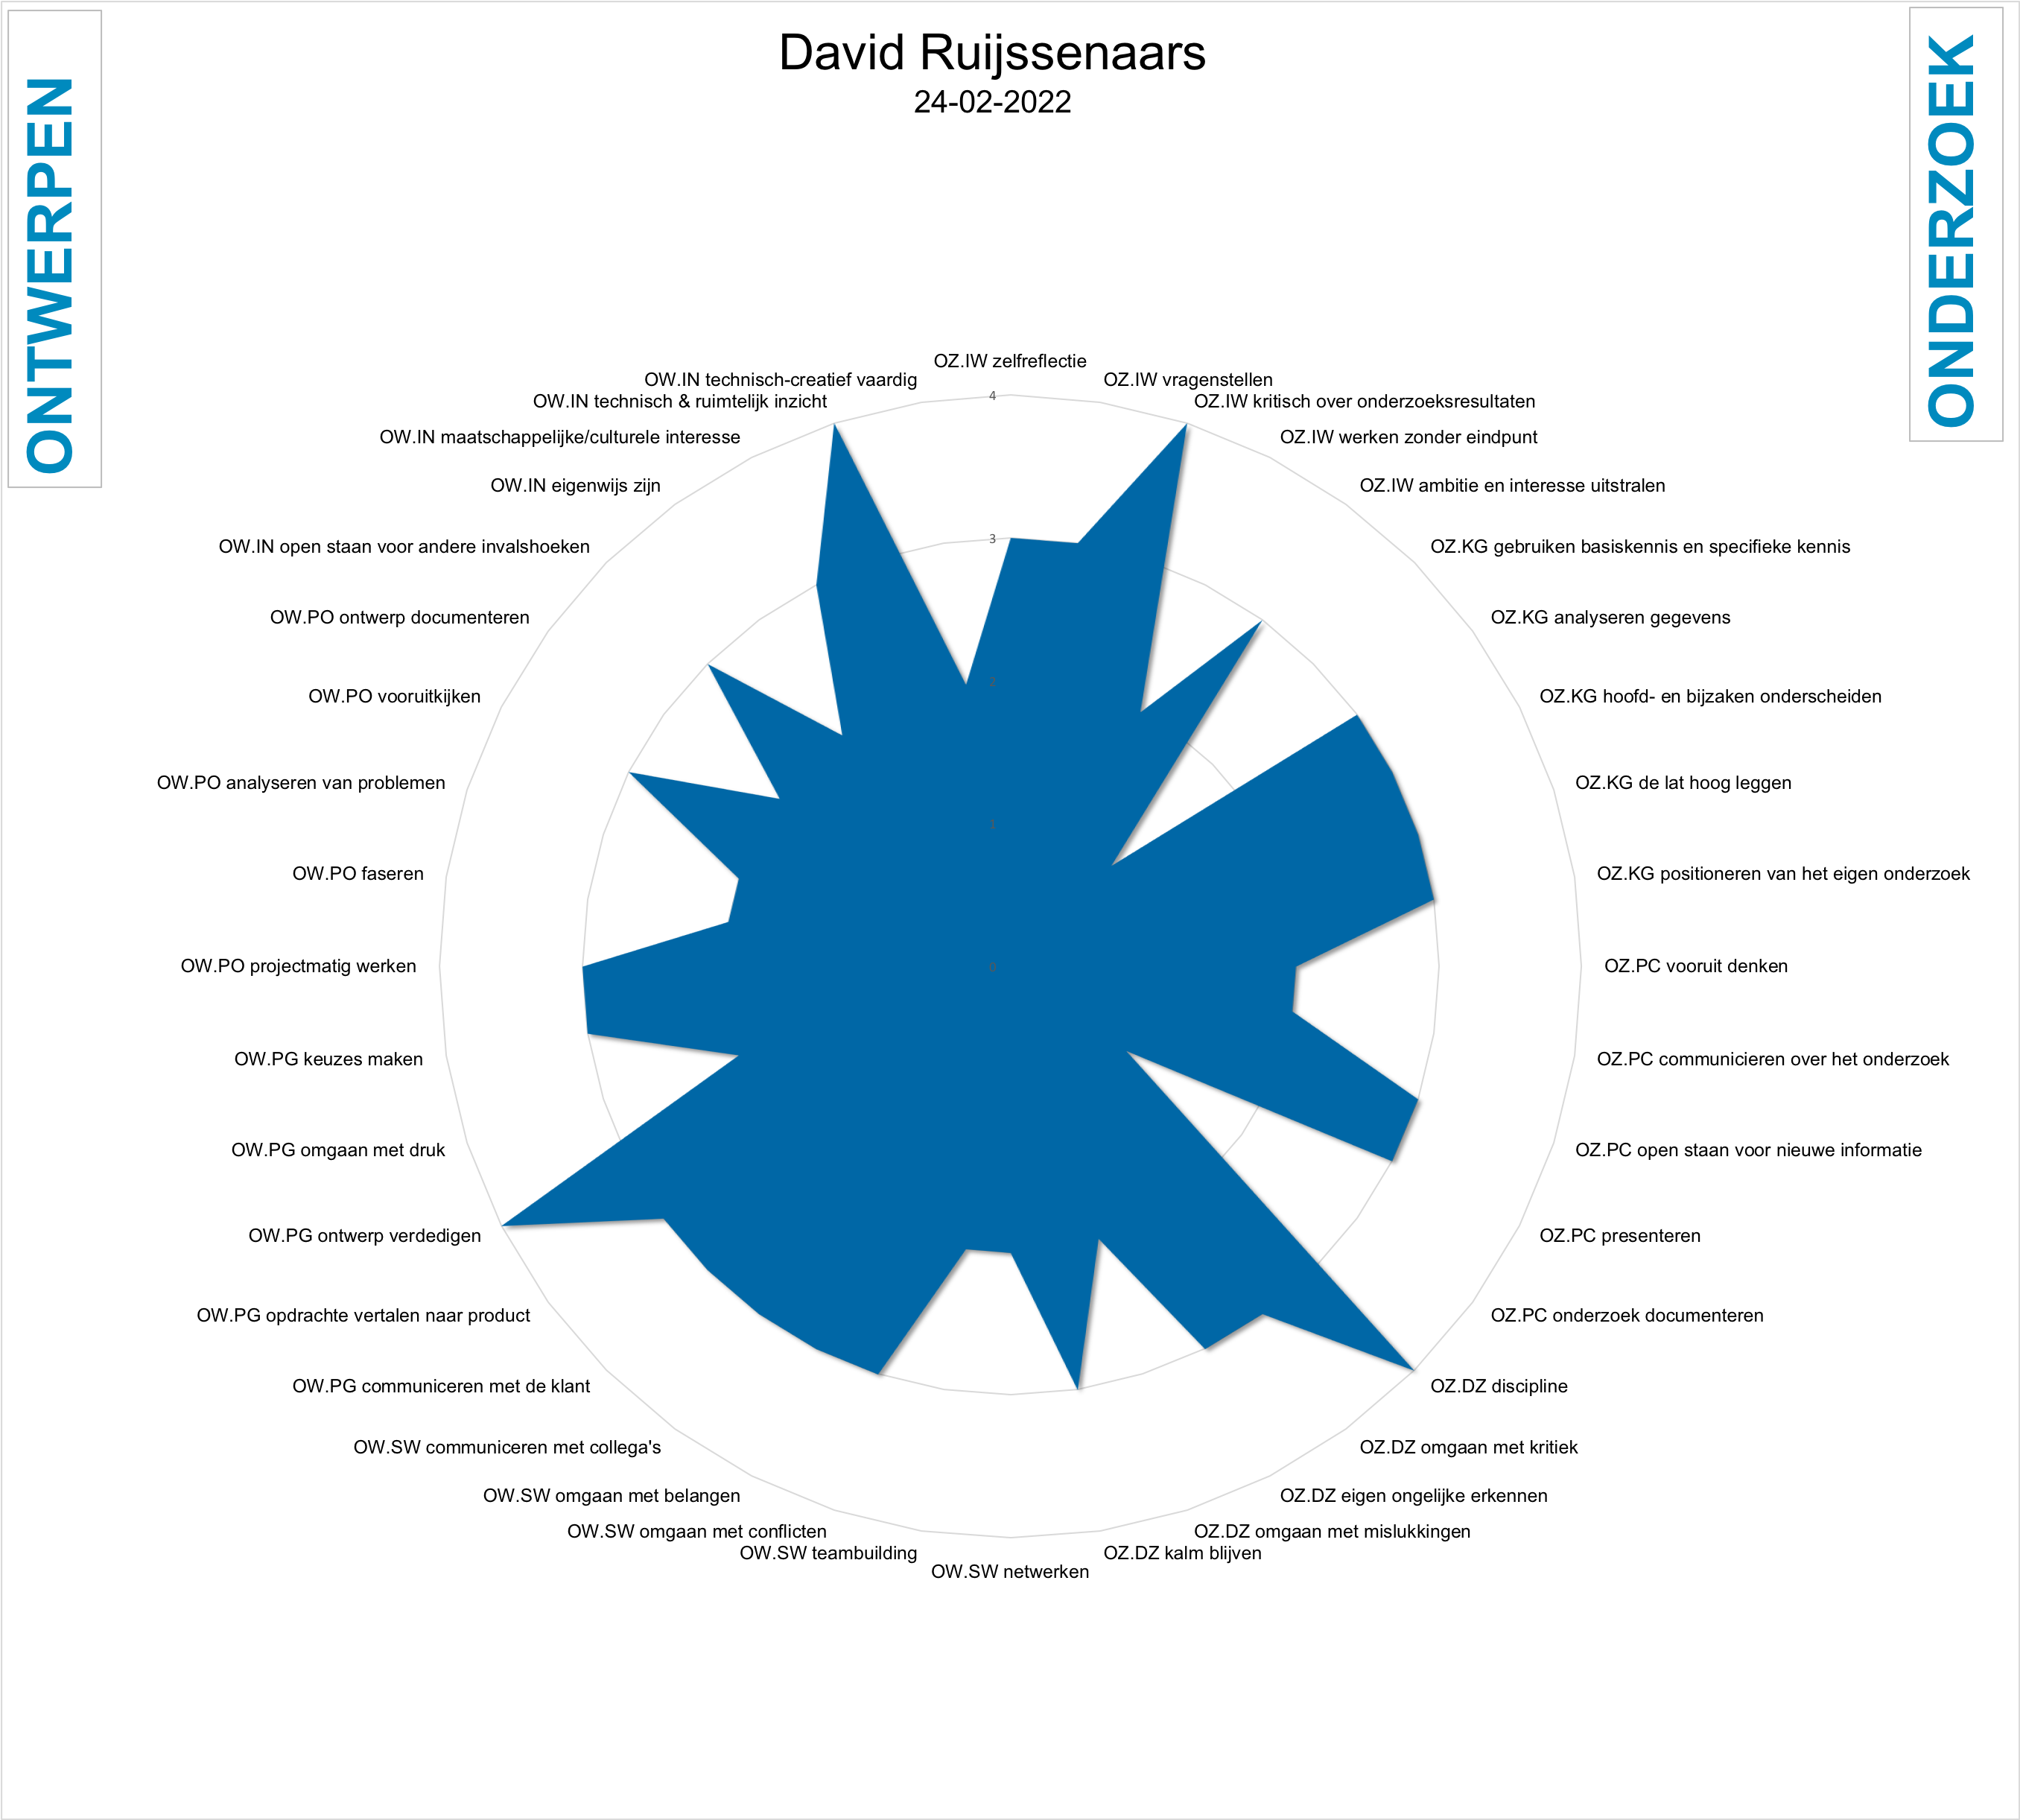 David Ruijssenaars
24-02-2022
ONTWERPEN
ONDERZOEK
OZ.IW zelfreflectie
OZ.IW vragenstellen
OZ.IW kritisch over onderzoeksresultaten
OZ.IW werken zonder eindpunt
OZ.IW ambitie en interesse uitstralen
OZ.KG gebruiken basiskennis en specifieke kennis
OZ.KG analyseren gegevens
OZ.KG hoofd- en bijzaken onderscheiden
OZ.KG de lat hoog leggen
OZ.KG positioneren van het eigen onderzoek
OZ.PC vooruit denken
OZ.PC communicieren over het onderzoek
OZ.PC open staan voor nieuwe informatie
OZ.PC presenteren
OZ.PC onderzoek documenteren
OZ.DZ discipline
OZ.DZ omgaan met kritiek
OZ.DZ eigen ongelijke erkennen
OZ.DZ omgaan met mislukkingen
OZ.DZ kalm blijven
OW.SW netwerken
OW.SW teambuilding
OW.SW omgaan met conflicten
OW.SW omgaan met belangen
OW.SW communiceren met collega's
OW.PG communiceren met de klant
OW.PG opdrachte vertalen naar product
OW.PG ontwerp verdedigen
OW.PG omgaan met druk
OW.PG keuzes maken
OW.PO projectmatig werken
OW.PO faseren
OW.PO analyseren van problemen
OW.PO vooruitkijken
OW.PO ontwerp documenteren
OW.IN open staan voor andere invalshoeken
OW.IN eigenwijs zijn
OW.IN maatschappelijke/culturele interesse
OW.IN technisch & ruimtelijk inzicht
OW.IN technisch-creatief vaardig
4
3
2
1
0